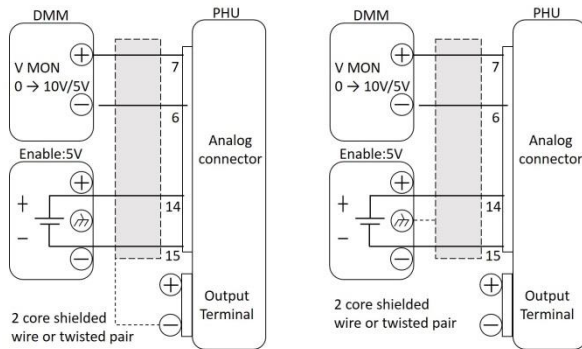 DMM
PHU
V MON
0 → 10V/5V
+
−
7
6
Enable:5V
+
−
+
−
14
15
Analog
connector
+
−
Output
Terminal
2 core shielded
wire or twisted pair
DMM
PHU
V MON
0 → 10V/5V
+
−
7
6
Enable:5V
+
−
+
−
14
15
Analog
connector
+
−
Output
Terminal
2 core shielded
wire or twisted pair